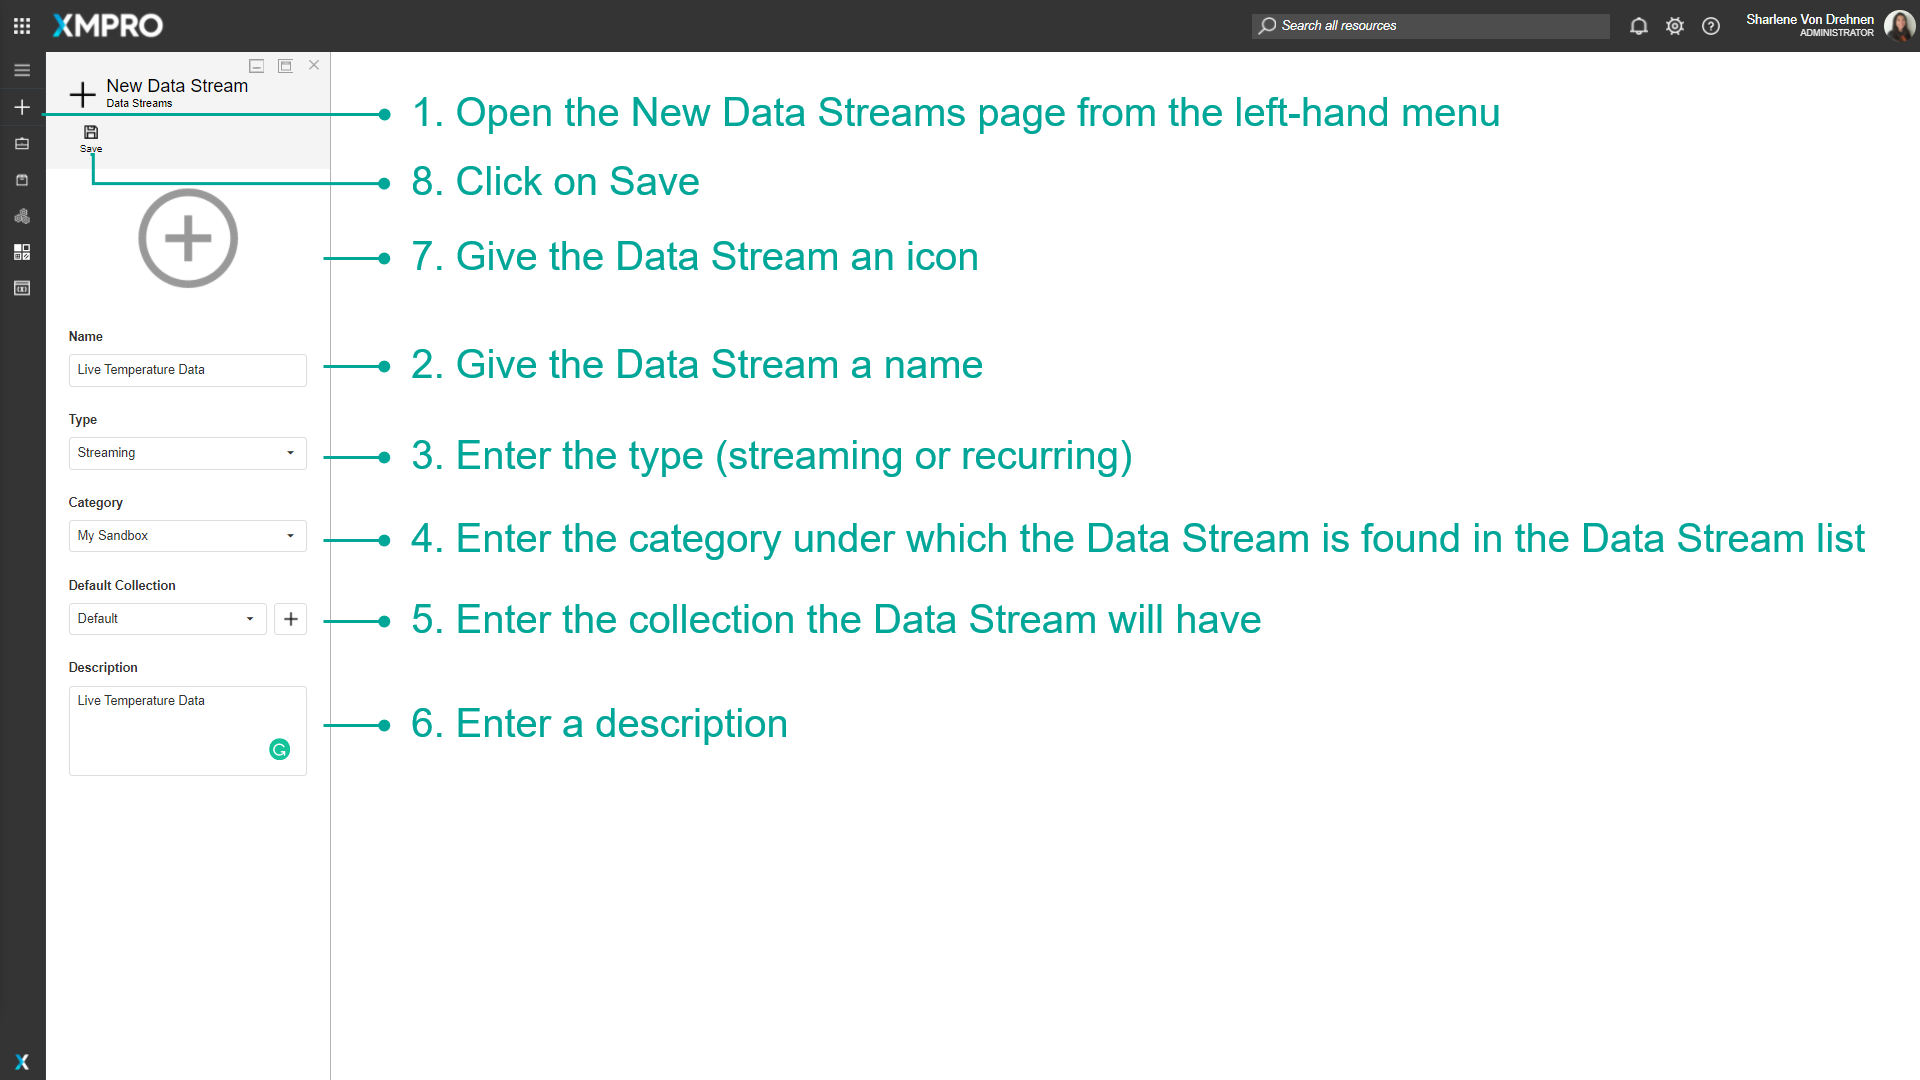 XMPRO
Search all resources
Sharlene Von Drehnen
ADMINISTRATOR
New Data Stream
Data Streams
Save
1. Open the New Data Streams page from the left-hand menu
8. Click on Save
7. Give the Data Stream an icon
Name
Live Temperature Data
2. Give the Data Stream a name
Type
Streaming
3. Enter the type (streaming or recurring)
Category
My Sandbox
4. Enter the category under which the Data Stream is found in the Data Stream list
Default Collection
Default
5. Enter the collection the Data Stream will have
Description
Live Temperature Data
6. Enter a description